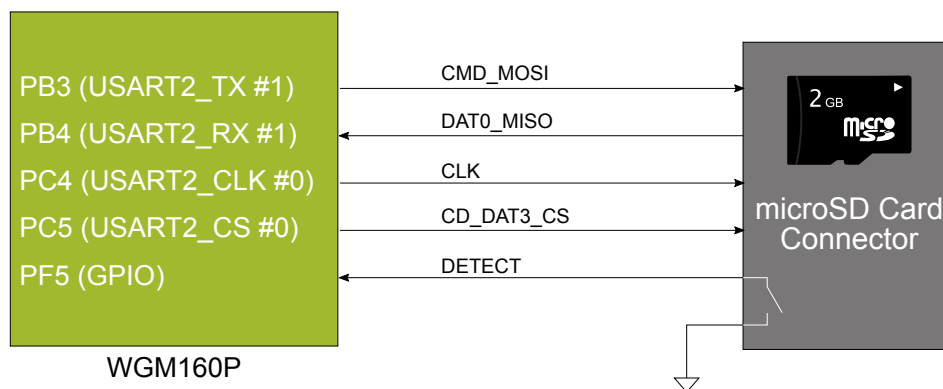 PB3 (USART2_TX #1)
PB4 (USART2_RX #1)
PC4 (USART2_CLK #0)
PC5 (USART2_CS #0)
PF5 (GPIO)
WGM160P
CMD_MOSI
DAT0_MISO
CLK
CD_DAT3_CS
DETECT
2 GB
micro
SD
microSD Card
Connector